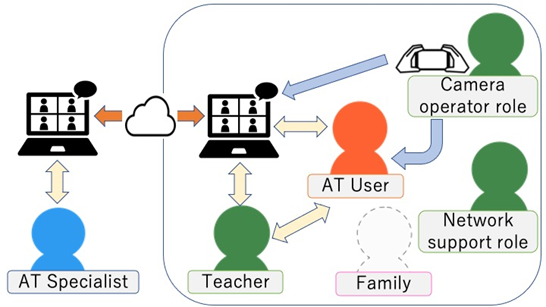 Camera
operator role
AT User
Network
support role
AT Specialist
Teacher
Family